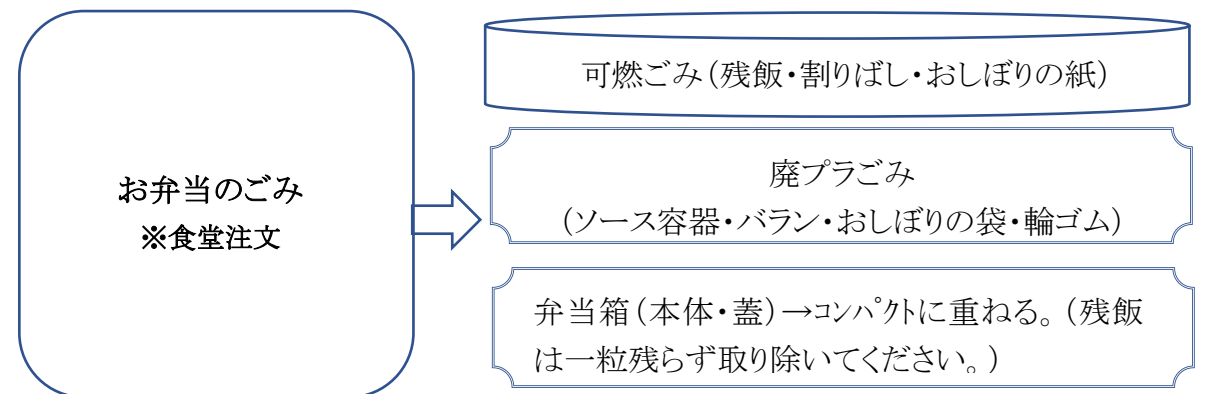 お弁当のごみ
※食堂注文
可燃ごみ（残飯・割りばし・おしぼりの紙）
廃プラごみ
（ソース容器・バラン・おしぼりの袋・輪ゴム）
弁当箱（本体・蓋）→ｺﾝﾊﾟｸﾄに重ねる。（残飯
は一粒残らず取り除いてください。）